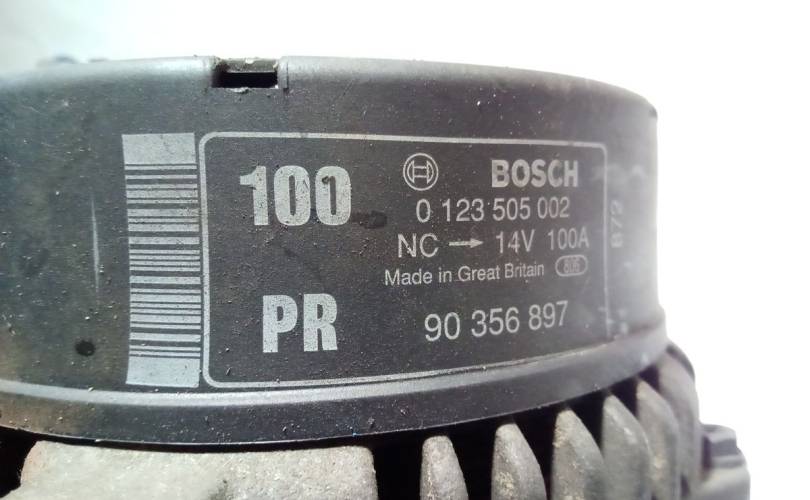 100
BOSCH
0 123 505 002
NC → 14V 100A
Made in Great Britain
PR
90 356 897